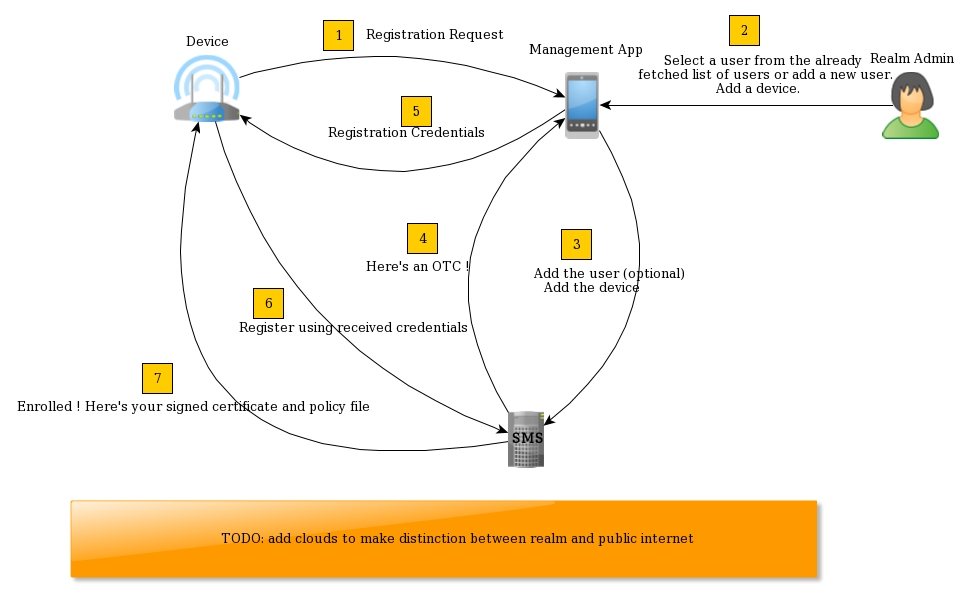 Device
1
Registration Request
Management App
2
Select a user from the already
fetched list of users or add a new user.
Add a device.
Realm Admin
5
Registration Credentials
4
Here's an OTC !
3
Add the user (optional)
Add the device
6
Register using received credentials
7
Enrolled ! Here's your signed certificate and policy file
SMS
TODO: add clouds to make distinction between realm and public internet